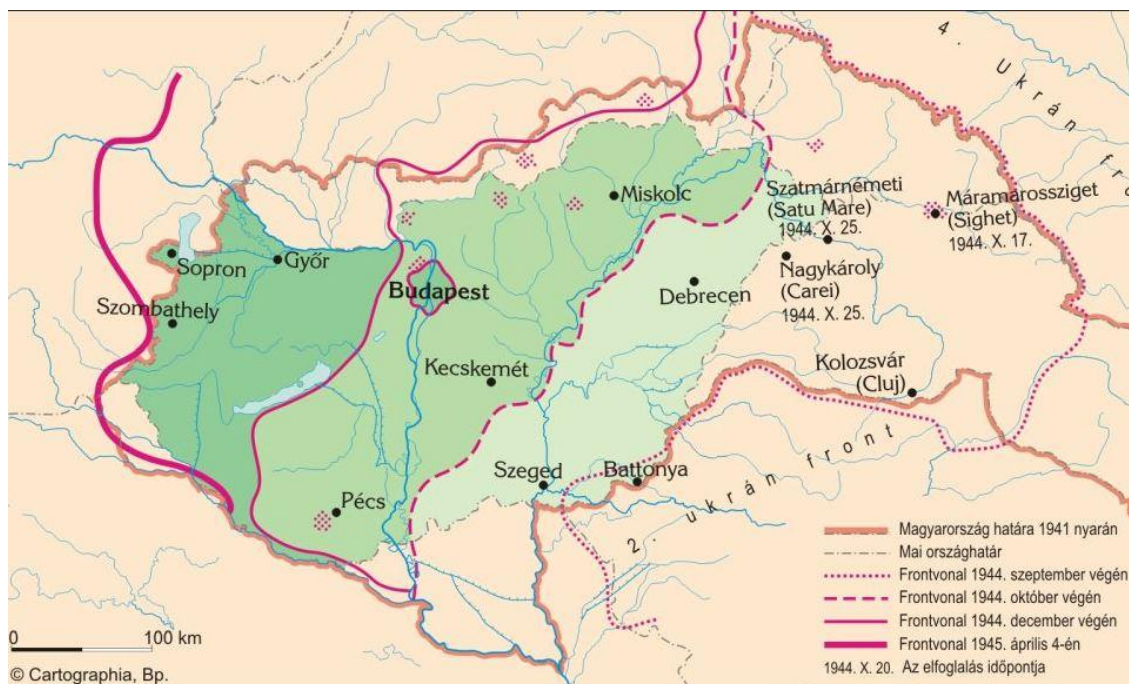 4. Ukrán fro
Miskolc
Szatmárnémeti
(Satu Mare)
1944. X. 25.
Máramarossziget
(Sighet)
1944. X. 17.
Sopron
Győr
Budapest
Debrecen
Nagykároly
(Carei)
1944. X. 25.
Szombathely
Kecskemét
Kolozsvár
(Cluj)
Szeged
Battonya
Pécs
2. ukrán front
Magyarország határa 1941 nyarán
Mai országhatár
Frontvonal 1944. szeptember végén
Frontvonal 1944. október végén
Frontvonal 1944. december végén
Frontvonal 1945. április 4-én
1944. X. 20. Az elfoglalás időpontja
0 100 km
© Cartographia, Bp.